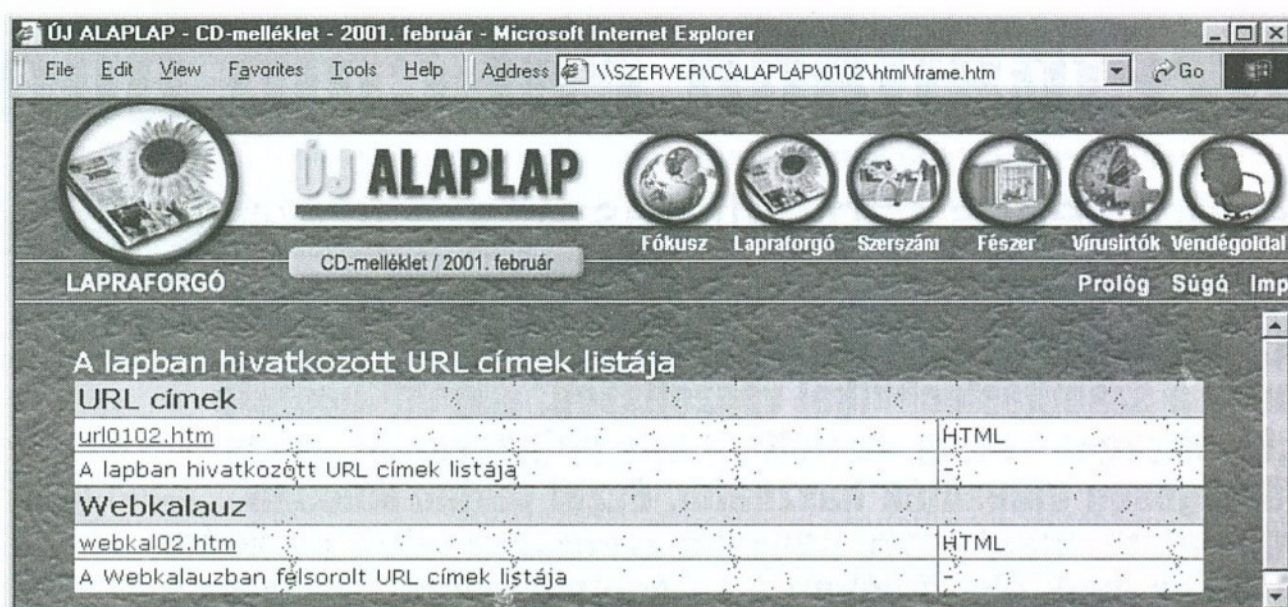 ÚJ ALAPLAP - CD-melléklet - 2001. február - Microsoft Internet Explorer
File Edit View Favorites Tools Help Address \\SZERVER\C\ALAPLAP\0102\html\frame.htm Go
ÚJ ALAPLAP
Fókusz Lapraforgó Szerszám Fészer Vírusirtók Vendégoldal
CD-melléklet / 2001. február
LAPRAFORGÓ
Prológ Súgó Imp
A lapban hivatkozott URL címek listája
URL címek
url0102.htm HTML
A lapban hivatkozott URL címek listája -
Webkalauz
webkal02.htm HTML
A Webkalauzban felsorolt URL címek listája -